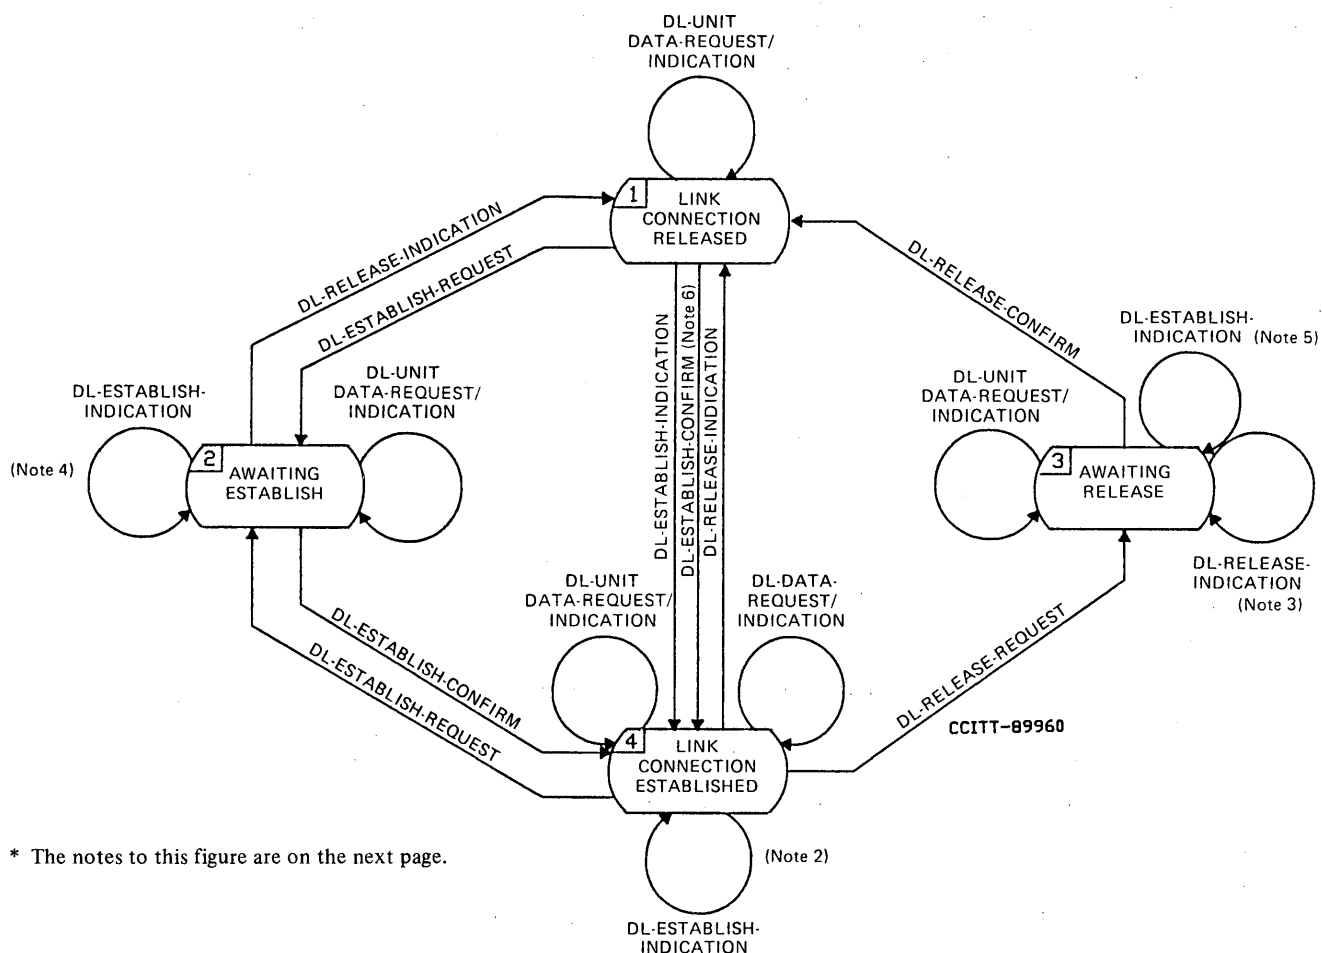 DL-UNIT
DATA-REQUEST/
INDICATION
1
LINK
CONNECTION
RELEASED
DL-RELEASE-INDICATION
DL-ESTABLISH-REQUEST
DL-RELEASE-CONFIRM
DL-ESTABLISH-INDICATION
DL-ESTABLISH-CONFIRM (Note 6)
DL-RELEASE-INDICATION
DL-ESTABLISH-
INDICATION
(Note 4)
DL-UNIT
DATA-REQUEST/
INDICATION
2
AWAITING
ESTABLISH
DL-UNIT
DATA-REQUEST/
INDICATION
DL-ESTABLISH-
INDICATION (Note 5)
3
AWAITING
RELEASE
DL-RELEASE-
INDICATION
(Note 3)
DL-ESTABLISH-CONFIRM
DL-ESTABLISH-REQUEST
DL-UNIT
DATA-REQUEST/
INDICATION
DL-DATA-
REQUEST/
INDICATION
DL-RELEASE-REQUEST
CCITT-89960
4
LINK
CONNECTION
ESTABLISHED
* The notes to this figure are on the next page.
(Note 2)
DL-ESTABLISH-
INDICATION